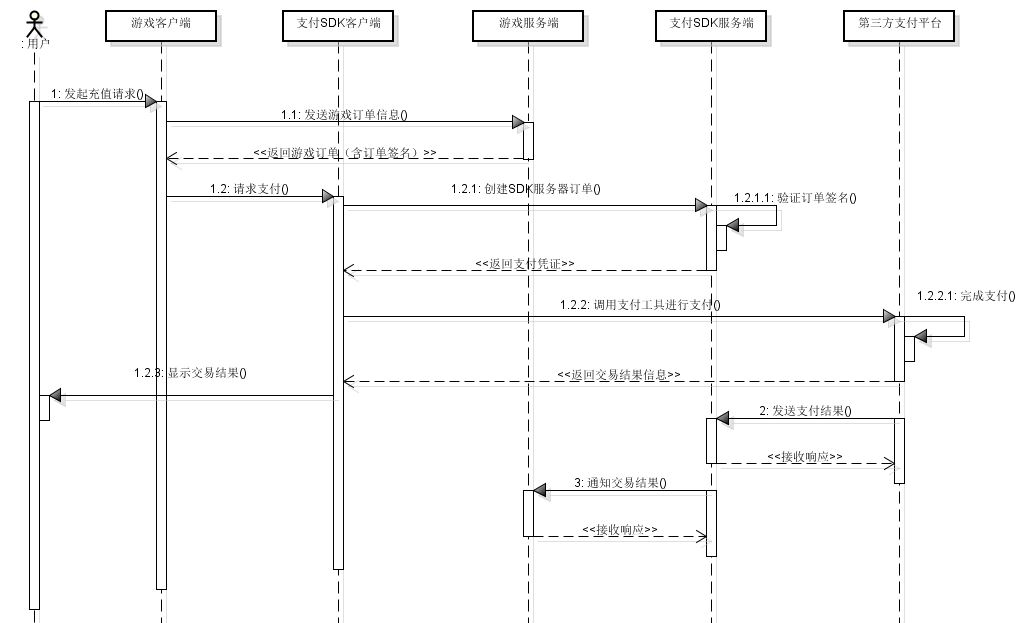 : 用户
游戏客户端
支付SDK客户端
游戏服务端
支付SDK服务端
第三方支付平台
1: 发起充值请求()
1.1: 发送游戏订单信息()
<<返回游戏订单（含订单签名）>>
1.2: 请求支付()
1.2.1: 创建SDK服务器订单()
1.2.1.1: 验证订单签名()
<<返回支付凭证>>
1.2.2: 调用支付工具进行支付()
1.2.2.1: 完成支付()
1.2.3: 显示交易结果()
<<返回交易结果信息>>
2: 发送支付结果()
<<接收响应>>
3: 通知交易结果()
<<接收响应>>